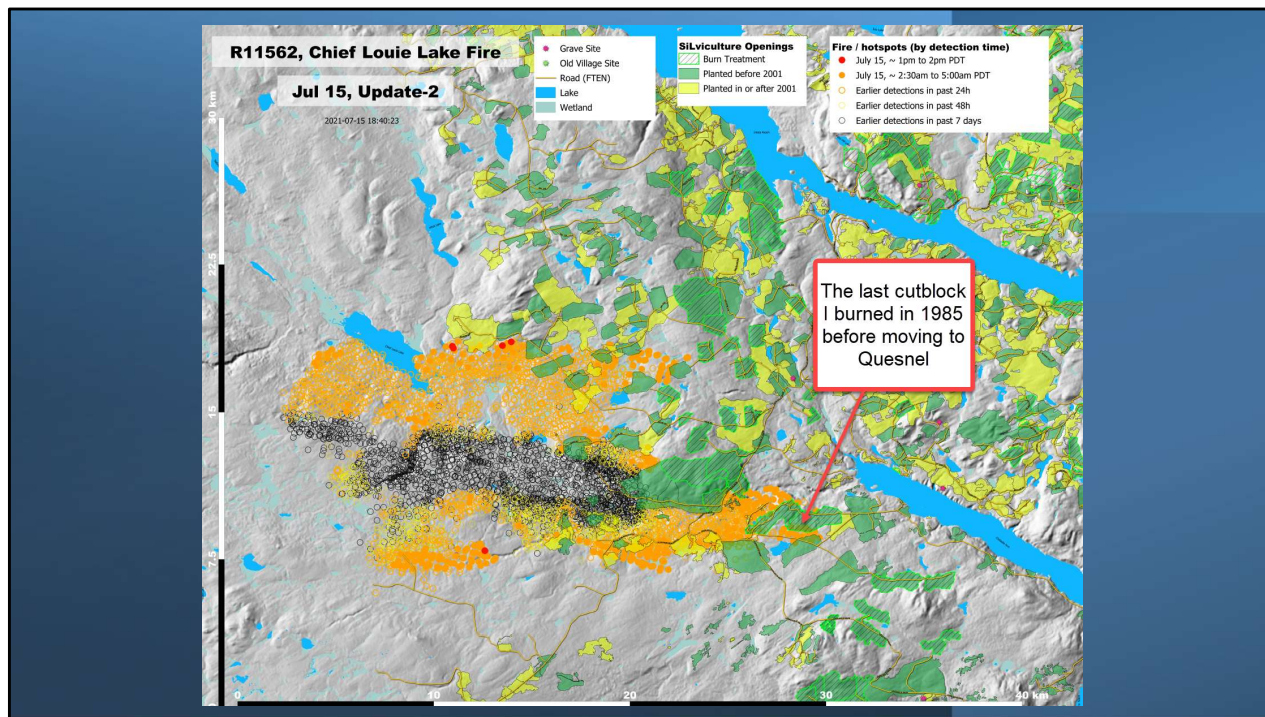 R11562, Chief Louie Lake Fire
Jul 15, Update-2
2021-07-15 18:40:23
Grave Site
Old Village Site
Road (FTEN)
Lake
Wetland
SiLviculture Openings
Burn Treatment
Planted before 2001
Planted in or after 2001
Fire / hotspots (by detection time)
July 15, ~ 1pm to 2pm PDT
July 15, ~ 2:30am to 5:00am PDT
Earlier detections in past 24h
Earlier detections in past 48h
Earlier detections in past 7 days
30 km
22.5
The last cutblock
I burned in 1985
before moving to
Quesnel
15
7.5
0
10
20
30
40 km